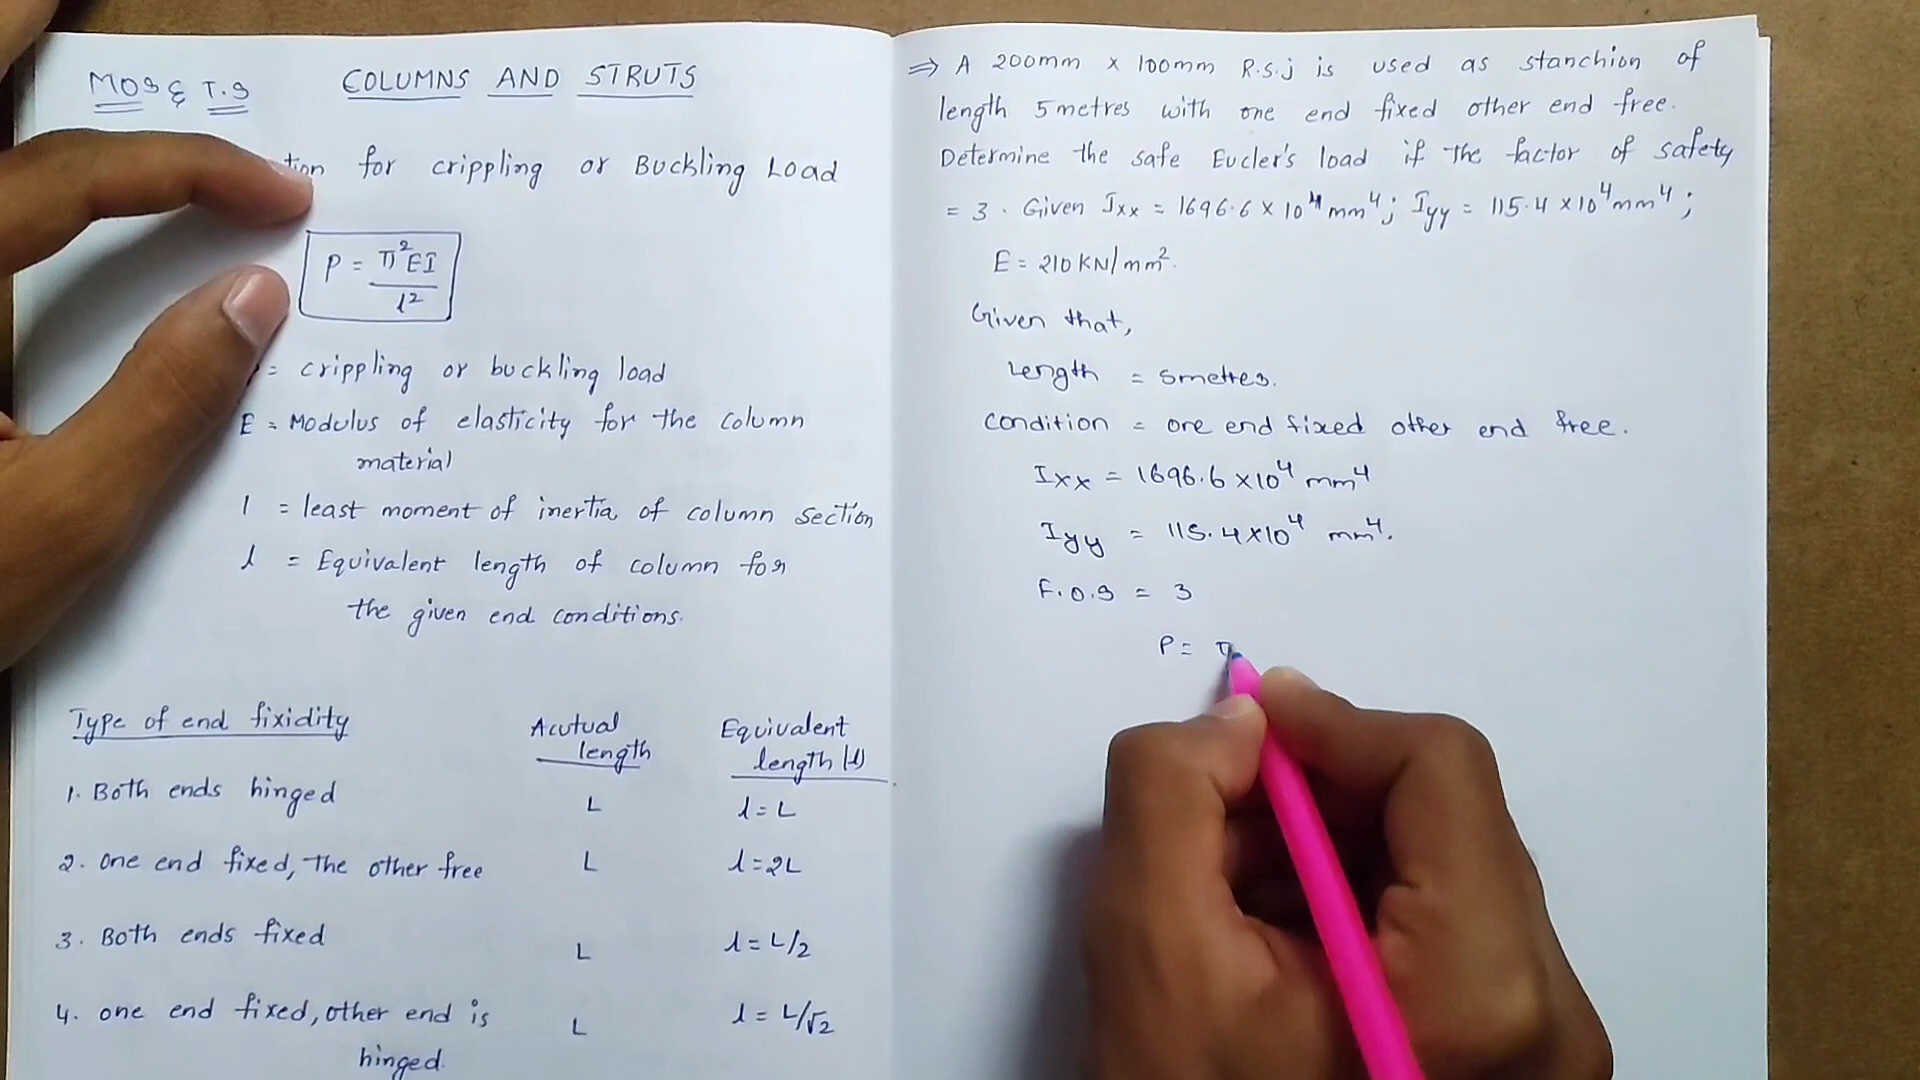 MOS & T.S
COLUMNS AND STRUTS
tion for crippling or Buckling Load
P = π²EI
l²
= crippling or buckling load
E = Modulus of elasticity for the column
material
I = least moment of inertia of column section
l = Equivalent length of column for
the given end conditions.
Type of end fixidity Acutual Equivalent
length length (l)
1. Both ends hinged L l = L
2. one end fixed, the other free L l = 2L
3. Both ends fixed L l = L/2
4. one end fixed, other end is L l = L/√2
hinged.
⇒ A 200mm × 100mm R.S.j is used as stanchion of
length 5 metres with one end fixed other end free.
Determine the safe Eucler's load if the factor of safety
= 3. Given Ixx = 1696.6 × 10⁴ mm⁴; Iyy = 115.4 × 10⁴ mm⁴;
E = 210 KN/mm².
Given that,
Length = 5 metres.
Condition = one end fixed other end free.
Ixx = 1696.6 × 10⁴ mm⁴
Iyy = 115.4 × 10⁴ mm⁴.
F.O.S = 3
P = π